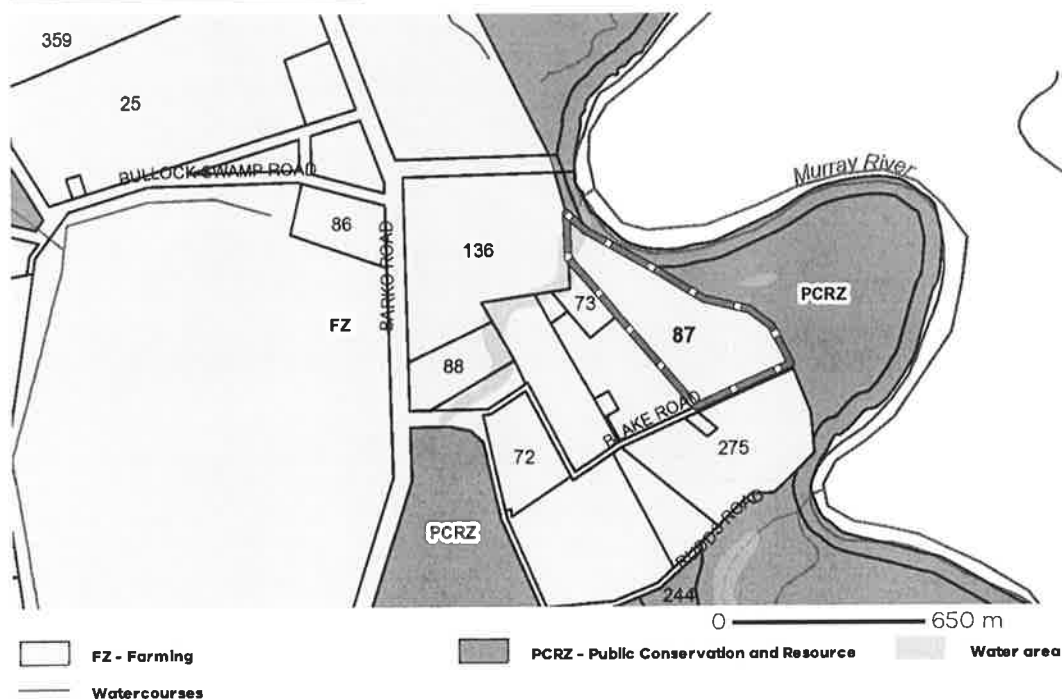 359
25
BULLOCK SWAMP ROAD
Murray River
86
BARKO ROAD
136
PCRZ
73
FZ
87
88
BLAKE ROAD
72
275
PCRZ
RUDDS ROAD
244
0 650 m
FZ - Farming
PCRZ - Public Conservation and Resource
Water area
Watercourses